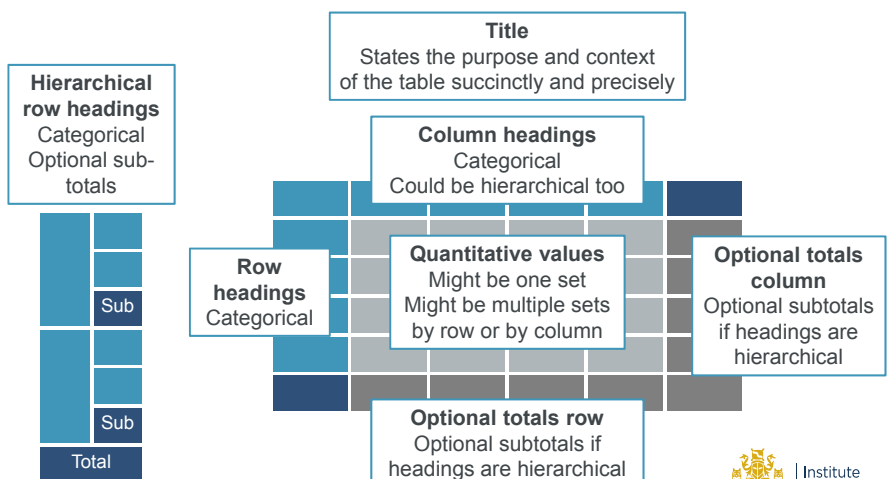 Title
States the purpose and context
of the table succinctly and precisely
Hierarchical
row headings
Categorical
Optional sub-
totals
Column headings
Categorical
Could be hierarchical too
Row
headings
Categorical
Quantitative values
Might be one set
Might be multiple sets
by row or by column
Optional totals
column
Optional subtotals
if headings are
hierarchical
Sub
Sub
Total
Optional totals row
Optional subtotals if
headings are hierarchical
Institute